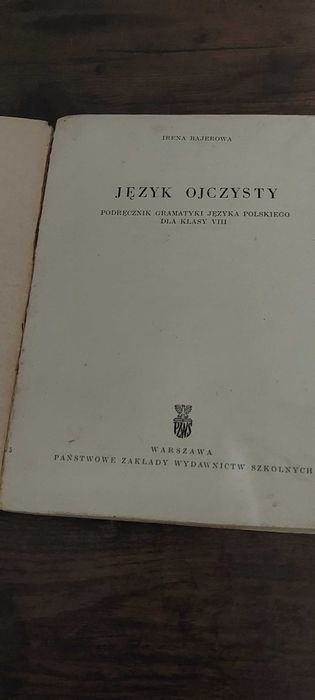 IRENA BAJEROWA
JĘZYK OJCZYSTY
PODRĘCZNIK GRAMATYKI JĘZYKA POLSKIEGO
DLA KLASY VIII
PZWS
WARSZAWA
PAŃSTWOWE ZAKŁADY WYDAWNICTW SZKOLNYCH